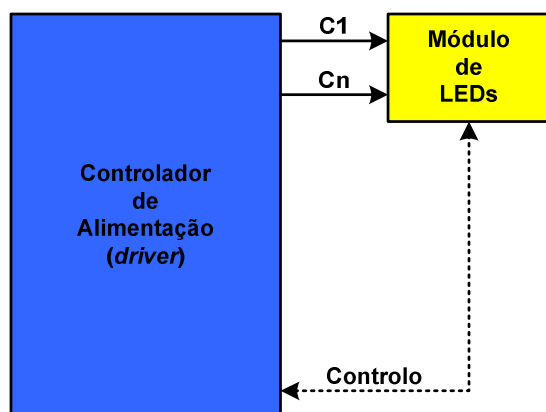 C1
Cn
Módulo
de
LEDs
Controlador
de
Alimentação
(driver)
Controlo